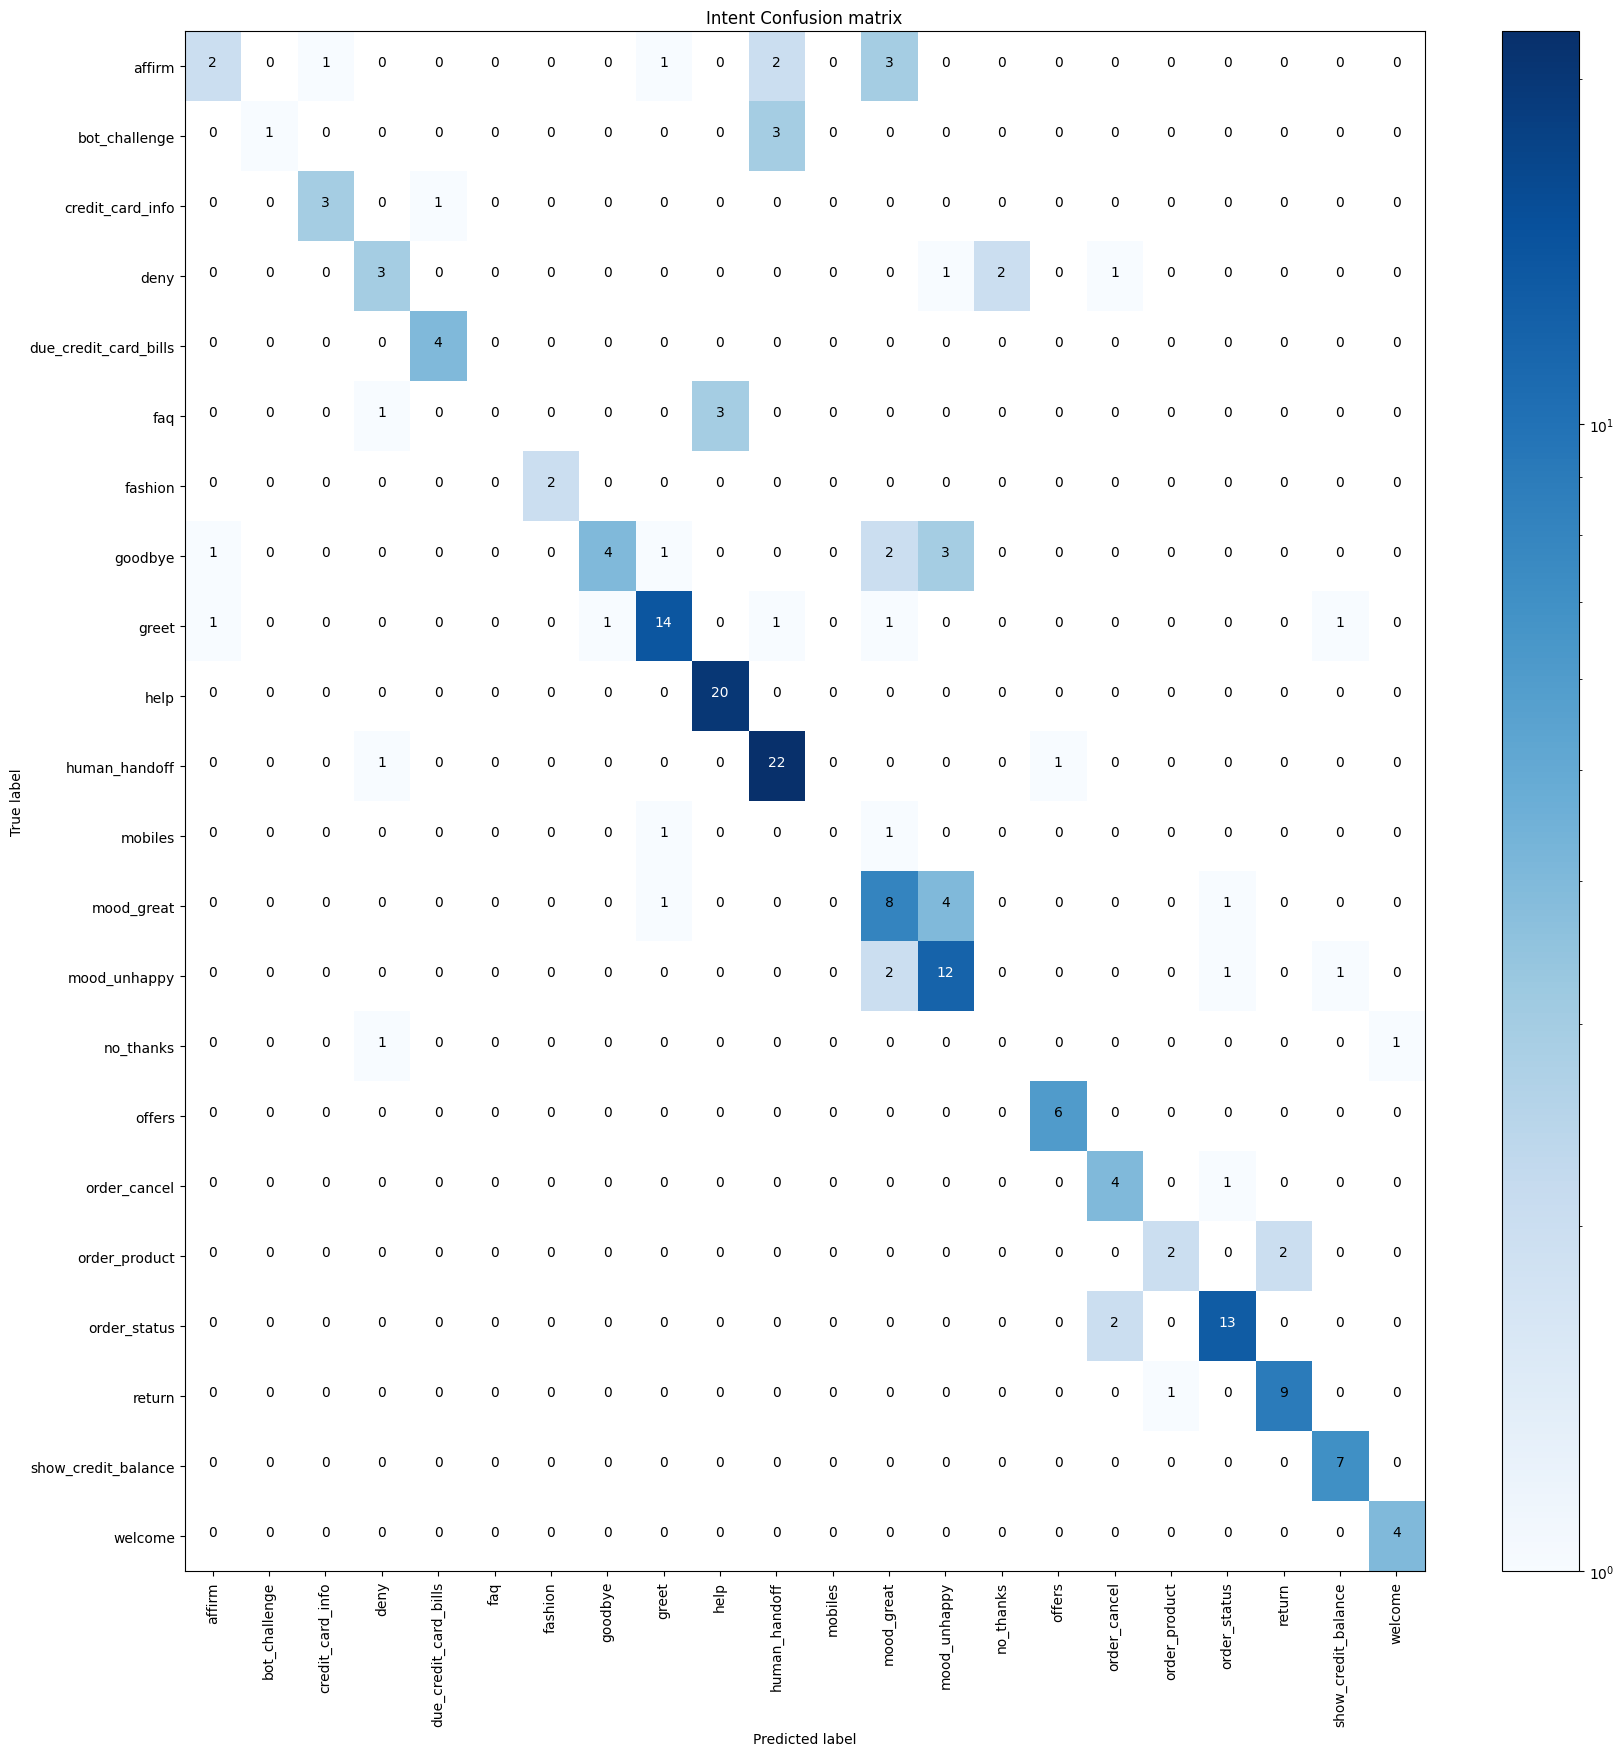 Intent Confusion matrix
affirm 2 0 1 0 0 0 0 0 1 0 2 0 3 0 0 0 0 0 0 0 0 0
bot_challenge 0 1 0 0 0 0 0 0 0 0 3 0 0 0 0 0 0 0 0 0 0 0
credit_card_info 0 0 3 0 1 0 0 0 0 0 0 0 0 0 0 0 0 0 0 0 0 0
deny 0 0 0 3 0 0 0 0 0 0 0 0 0 1 2 0 1 0 0 0 0 0
due_credit_card_bills 0 0 0 0 4 0 0 0 0 0 0 0 0 0 0 0 0 0 0 0 0 0
faq 0 0 0 1 0 0 0 0 0 3 0 0 0 0 0 0 0 0 0 0 0 0
10¹
fashion 0 0 0 0 0 0 2 0 0 0 0 0 0 0 0 0 0 0 0 0 0 0
goodbye 1 0 0 0 0 0 0 4 1 0 0 0 2 3 0 0 0 0 0 0 0 0
greet 1 0 0 0 0 0 0 1 14 0 1 0 1 0 0 0 0 0 0 0 1 0
help 0 0 0 0 0 0 0 0 0 20 0 0 0 0 0 0 0 0 0 0 0 0
human_handoff 0 0 0 1 0 0 0 0 0 0 22 0 0 0 0 1 0 0 0 0 0 0
True label
mobiles 0 0 0 0 0 0 0 0 1 0 0 0 1 0 0 0 0 0 0 0 0 0
mood_great 0 0 0 0 0 0 0 0 1 0 0 0 8 4 0 0 0 0 1 0 0 0
mood_unhappy 0 0 0 0 0 0 0 0 0 0 0 0 2 12 0 0 0 0 1 0 1 0
no_thanks 0 0 0 1 0 0 0 0 0 0 0 0 0 0 0 0 0 0 0 0 0 1
offers 0 0 0 0 0 0 0 0 0 0 0 0 0 0 0 6 0 0 0 0 0 0
order_cancel 0 0 0 0 0 0 0 0 0 0 0 0 0 0 0 0 4 0 1 0 0 0
order_product 0 0 0 0 0 0 0 0 0 0 0 0 0 0 0 0 0 2 0 2 0 0
order_status 0 0 0 0 0 0 0 0 0 0 0 0 0 0 0 0 2 0 13 0 0 0
return 0 0 0 0 0 0 0 0 0 0 0 0 0 0 0 0 0 1 0 9 0 0
show_credit_balance 0 0 0 0 0 0 0 0 0 0 0 0 0 0 0 0 0 0 0 0 7 0
welcome 0 0 0 0 0 0 0 0 0 0 0 0 0 0 0 0 0 0 0 0 0 4
10⁰
affirm
bot_challenge
credit_card_info
deny
due_credit_card_bills
faq
fashion
goodbye
greet
help
human_handoff
mobiles
mood_great
mood_unhappy
no_thanks
offers
order_cancel
order_product
order_status
return
show_credit_balance
welcome
Predicted label